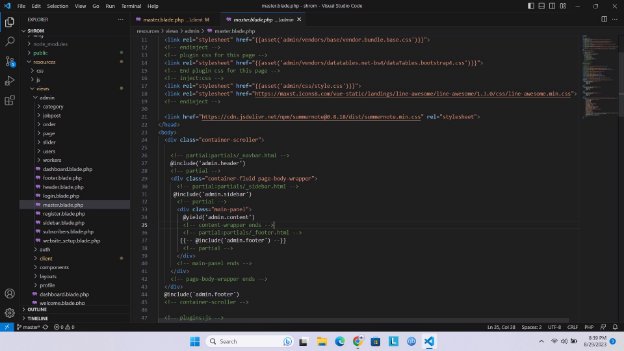 File Edit Selection View Go Run Terminal Help
master.blade.php - shrom - Visual Studio Code
EXPLORER
master.blade.php ...\client M
master.blade.php ...\admin
SHROM
node_modules
public
resources
css
js
views
admin
category
jobpost
order
page
slider
users
workers
dashboard.blade.php
footer.blade.php
header.blade.php
login.blade.php
master.blade.php
register.blade.php
sidebar.blade.php
subscribers.blade.php
website_setup.blade.php
auth
client
components
layouts
profile
dashboard.blade.php
welcome.blade.php
OUTLINE
TIMELINE
resources > views > admin > master.blade.php
11 <link rel="stylesheet" href="{{asset('admin/vendors/base/vendor.bundle.base.css')}}">
12 <!-- endinject -->
13 <!-- plugin css for this page -->
14 <link rel="stylesheet" href="{{asset('admin/vendors/datatables.net-bs4/dataTables.bootstrap4.css')}}">
15 <!-- End plugin css for this page -->
16 <!-- inject:css -->
17 <link rel="stylesheet" href="{{asset('admin/css/style.css')}}">
18 <link rel="stylesheet" href="https://maxst.icons8.com/vue-static/landings/line-awesome/line-awesome/1.3.0/css/line-awesome.min.css">
19 <!-- endinject -->
20
21 <link href="https://cdn.jsdelivr.net/npm/summernote@0.8.18/dist/summernote.min.css" rel="stylesheet">
22 </head>
23 <body>
24 <div class="container-scroller">
25
26 <!-- partial:partials/_navbar.html -->
27 @include('admin.header')
28 <!-- partial -->
29 <div class="container-fluid page-body-wrapper">
30 <!-- partial:partials/_sidebar.html -->
31 @include('admin.sidebar')
32 <!-- partial -->
33 <div class="main-panel">
34 @yield('admin.content')
35 <!-- content-wrapper ends -->
36 <!-- partial:partials/_footer.html -->
37 {{-- @include('admin.footer') --}}
38 <!-- partial -->
39 </div>
40 <!-- main-panel ends -->
41 </div>
42 <!-- page-body-wrapper ends -->
43 </div>
44 @include('admin.footer')
45 <!-- container-scroller -->
46
47 <!-- plugins:js -->
master* 0 0
Ln 35, Col 38 Spaces: 2 UTF-8 CRLF PHP
Search
8:39 PM
8/25/2023